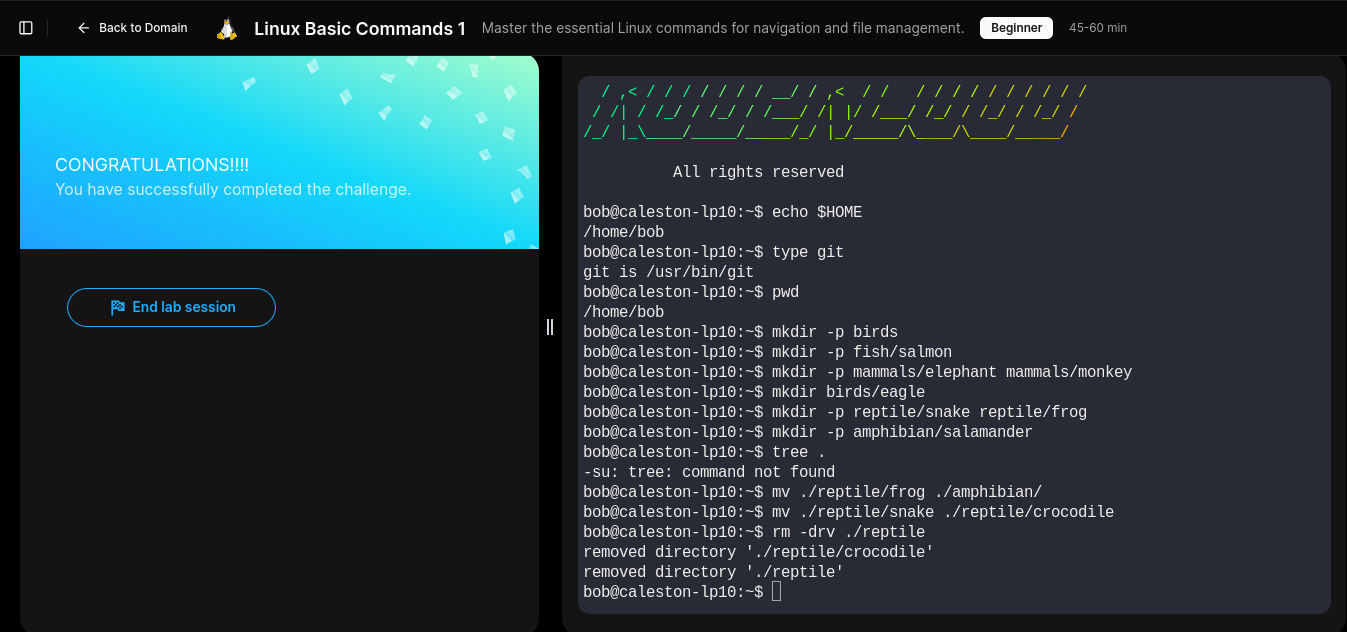 Back to Domain
Linux Basic Commands 1
Master the essential Linux commands for navigation and file management.
Beginner
45-60 min
CONGRATULATIONS!!!!
You have successfully completed the challenge.
End lab session
  / ,< / / / / / / / __/ / ,<  / /   / / / / / / / / / /
 / /| / /_/ / /_/ / /___/ /| |/ /___/ /_/ / /_/ / /_/ /
/_/ |_\____/_____/_____/_/ |_/_____/\____/\____/_____/
All rights reserved
bob@caleston-lp10:~$ echo $HOME
/home/bob
bob@caleston-lp10:~$ type git
git is /usr/bin/git
bob@caleston-lp10:~$ pwd
/home/bob
bob@caleston-lp10:~$ mkdir -p birds
bob@caleston-lp10:~$ mkdir -p fish/salmon
bob@caleston-lp10:~$ mkdir -p mammals/elephant mammals/monkey
bob@caleston-lp10:~$ mkdir birds/eagle
bob@caleston-lp10:~$ mkdir -p reptile/snake reptile/frog
bob@caleston-lp10:~$ mkdir -p amphibian/salamander
bob@caleston-lp10:~$ tree .
-su: tree: command not found
bob@caleston-lp10:~$ mv ./reptile/frog ./amphibian/
bob@caleston-lp10:~$ mv ./reptile/snake ./reptile/crocodile
bob@caleston-lp10:~$ rm -drv ./reptile
removed directory './reptile/crocodile'
removed directory './reptile'
bob@caleston-lp10:~$